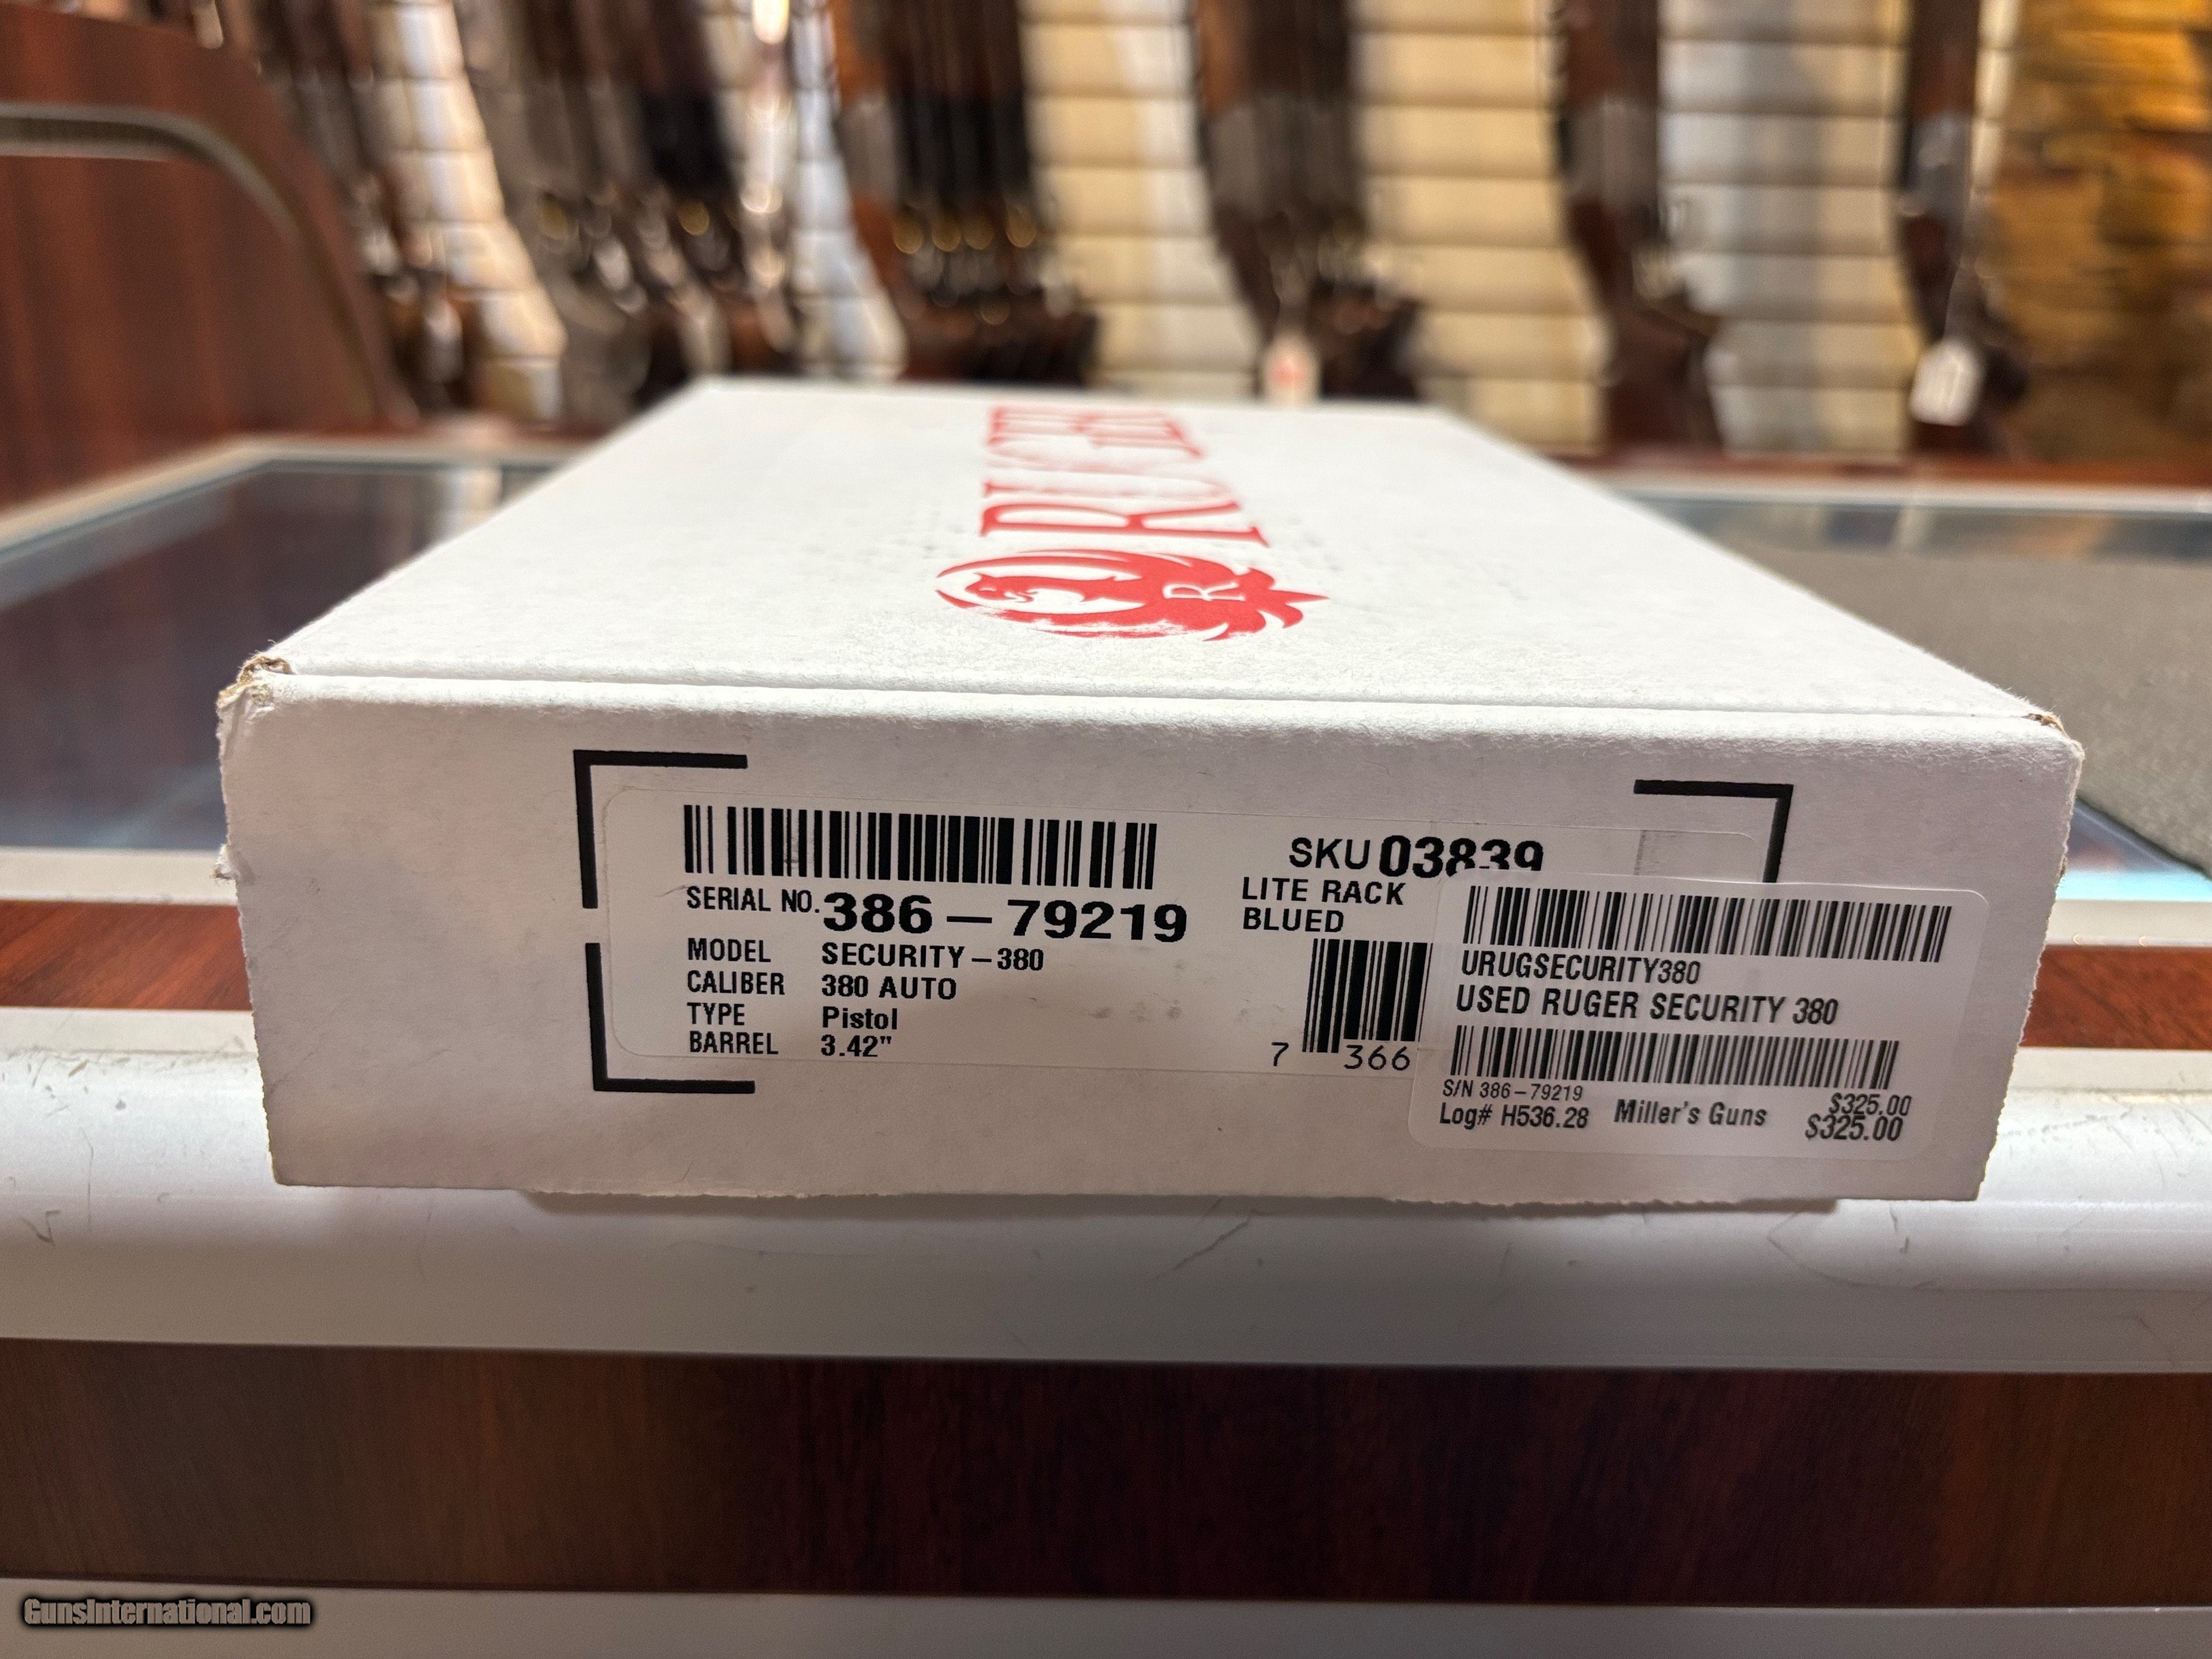 RUGER
R
SKU 03839
SERIAL NO. 386-79219
LITE RACK
BLUED
MODEL SECURITY-380
CALIBER 380 AUTO
TYPE Pistol
BARREL 3.42"
7 366
URUGSECURITY380
USED RUGER SECURITY 380
S/N 386-79219
$325.00
Log# H536.28 Miller's Guns $325.00
GunsInternational.com